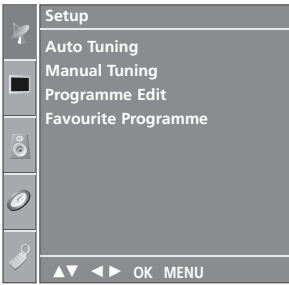 Setup
Auto Tuning
Manual Tuning
Programme Edit
Favourite Programme
▲▼ ◄► OK MENU